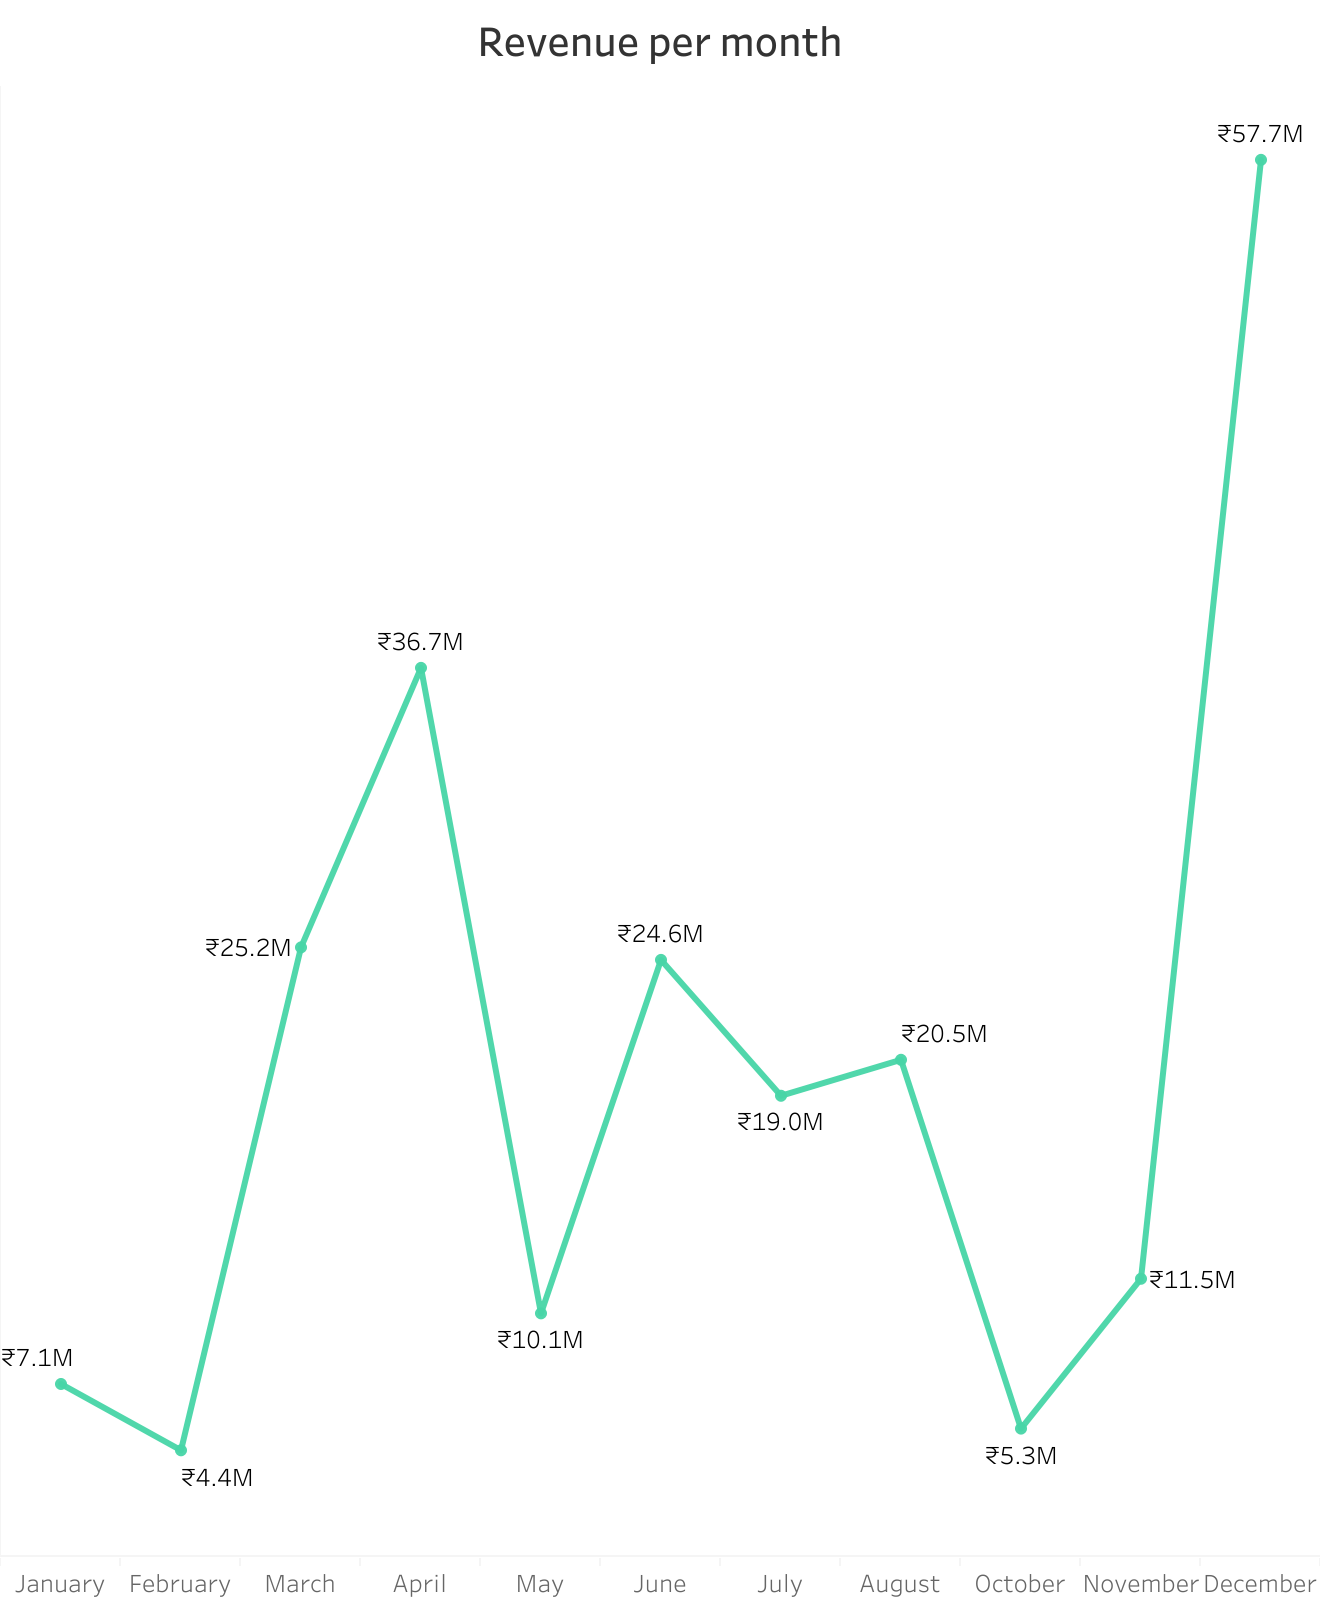 Revenue per month
₹57.7M
₹36.7M
₹25.2M
₹24.6M
₹20.5M
₹19.0M
₹11.5M
₹10.1M
₹7.1M
₹5.3M
₹4.4M
January February March April May June July August October November December